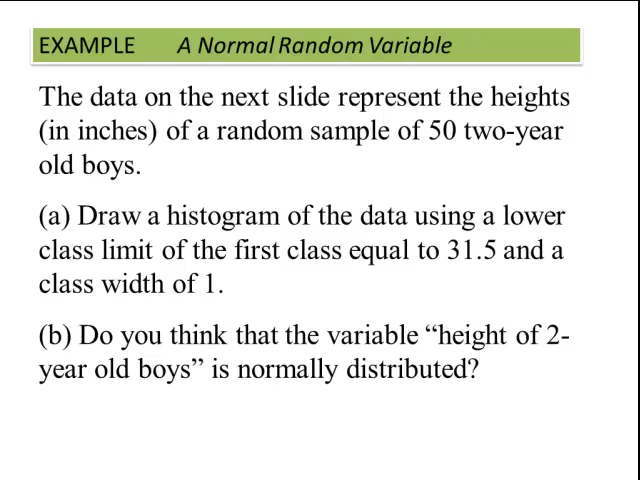 EXAMPLE A Normal Random Variable
The data on the next slide represent the heights
(in inches) of a random sample of 50 two-year
old boys.
(a) Draw a histogram of the data using a lower
class limit of the first class equal to 31.5 and a
class width of 1.
(b) Do you think that the variable “height of 2-
year old boys” is normally distributed?